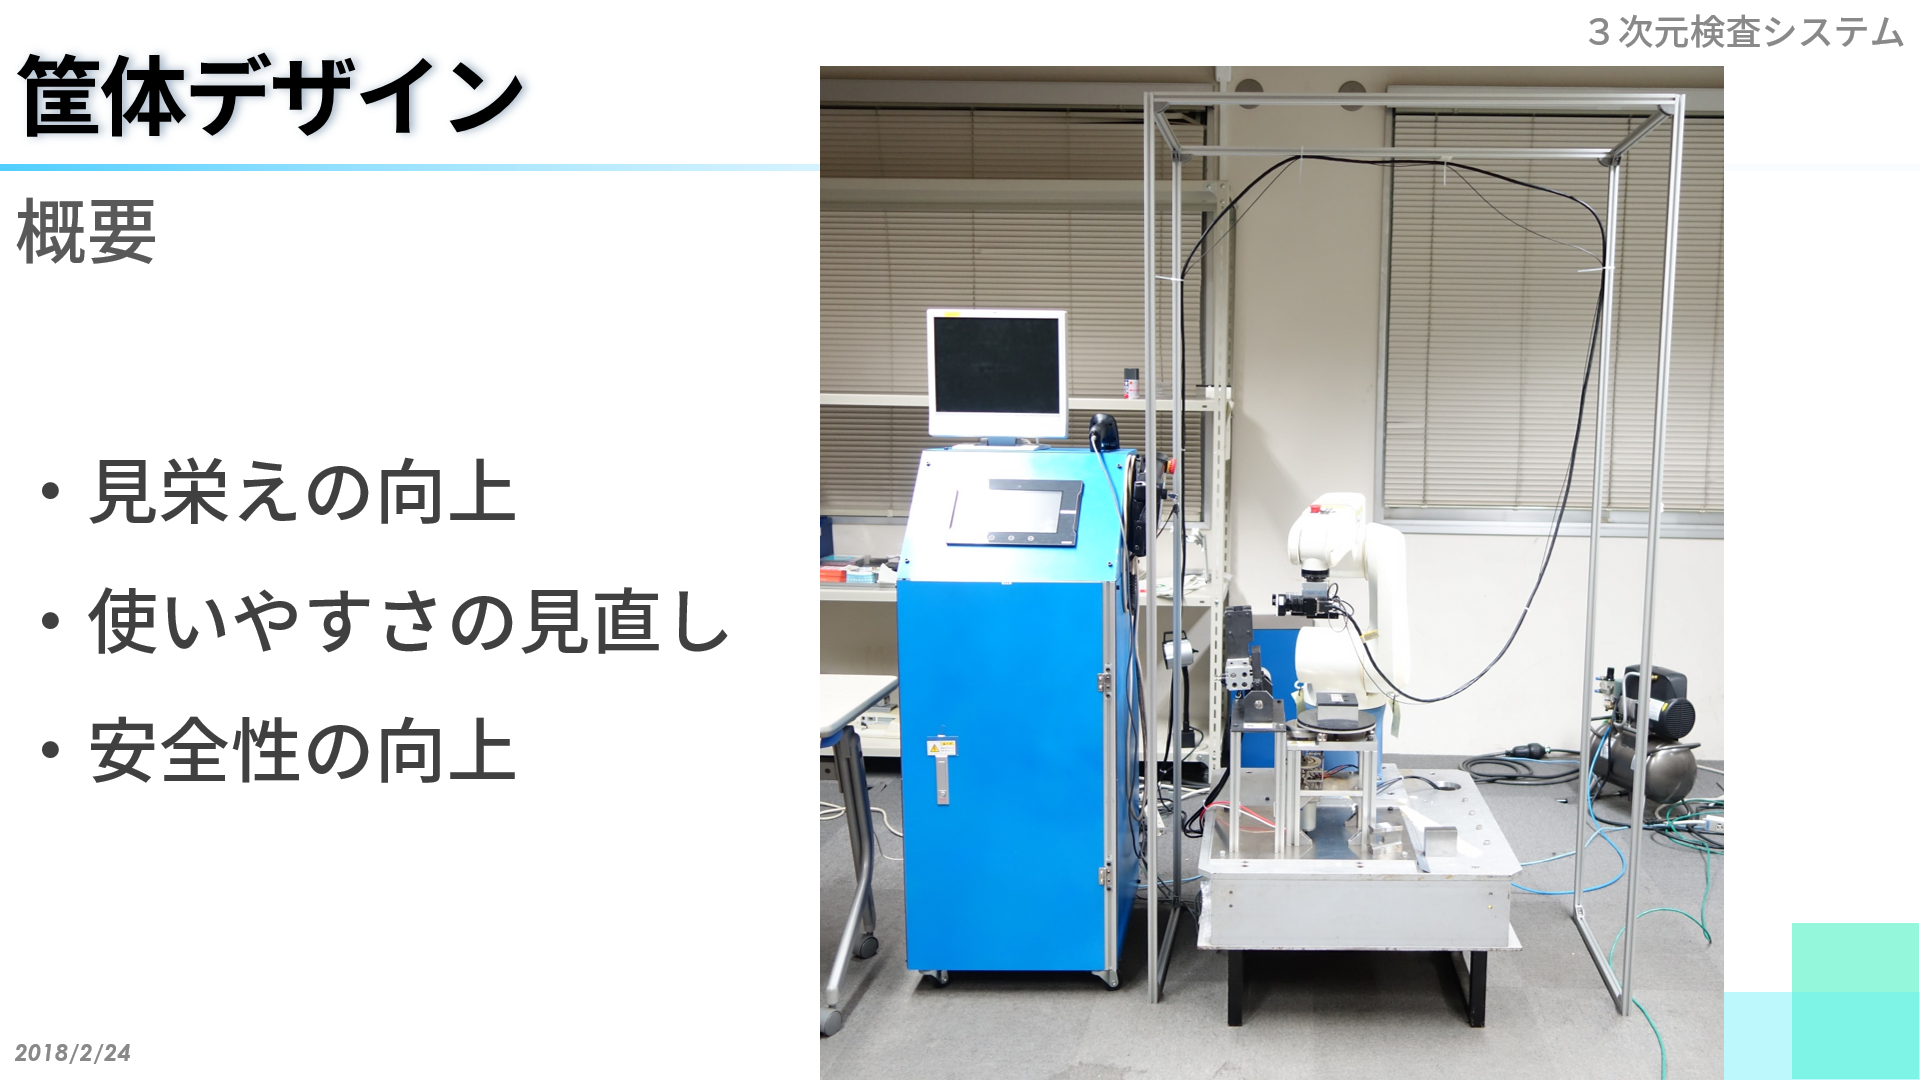 ３次元検査システム
筐体デザイン
概要
・見栄えの向上
・使いやすさの見直し
・安全性の向上
2018/2/24